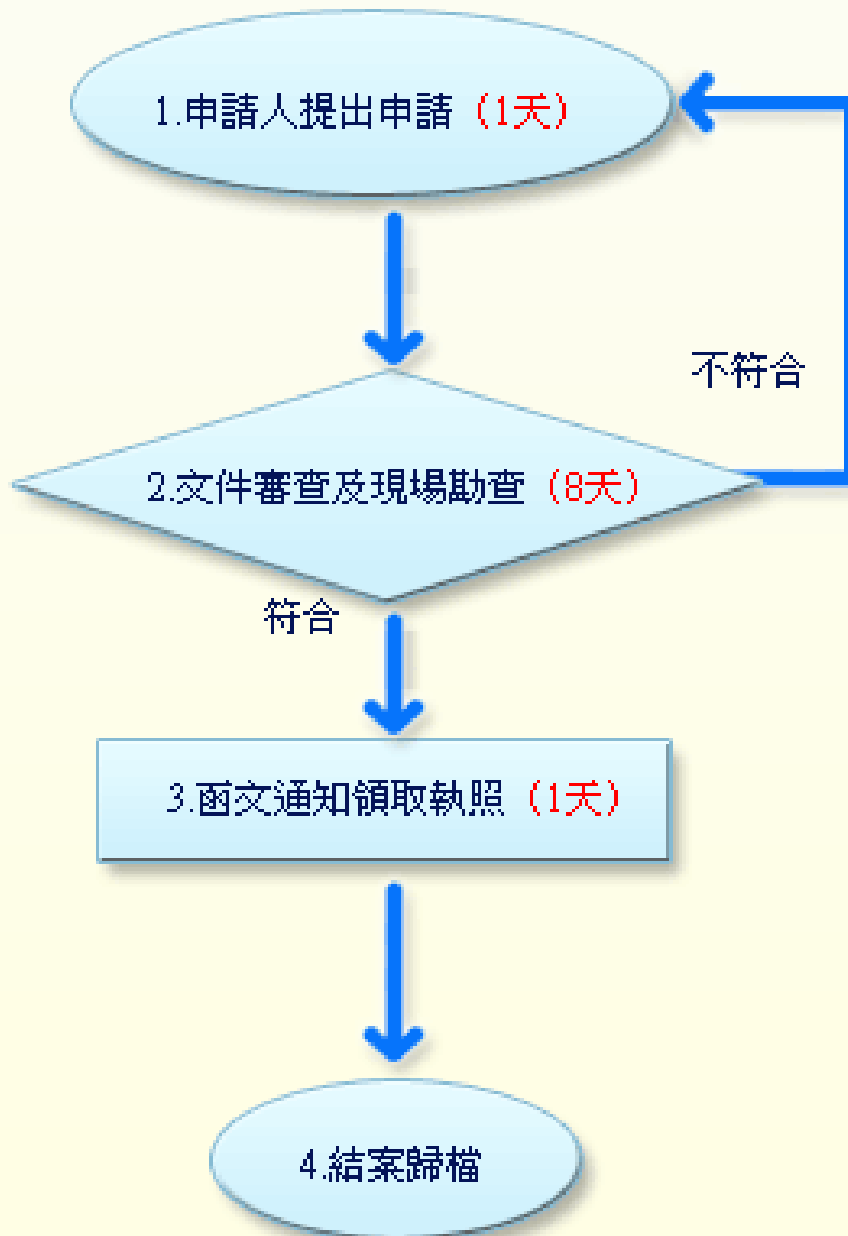 1.申請人提出申請（1天）
不符合
2.文件審查及現場勘查（8天）
符合
3.函文通知領取執照（1天）
4.結案歸檔